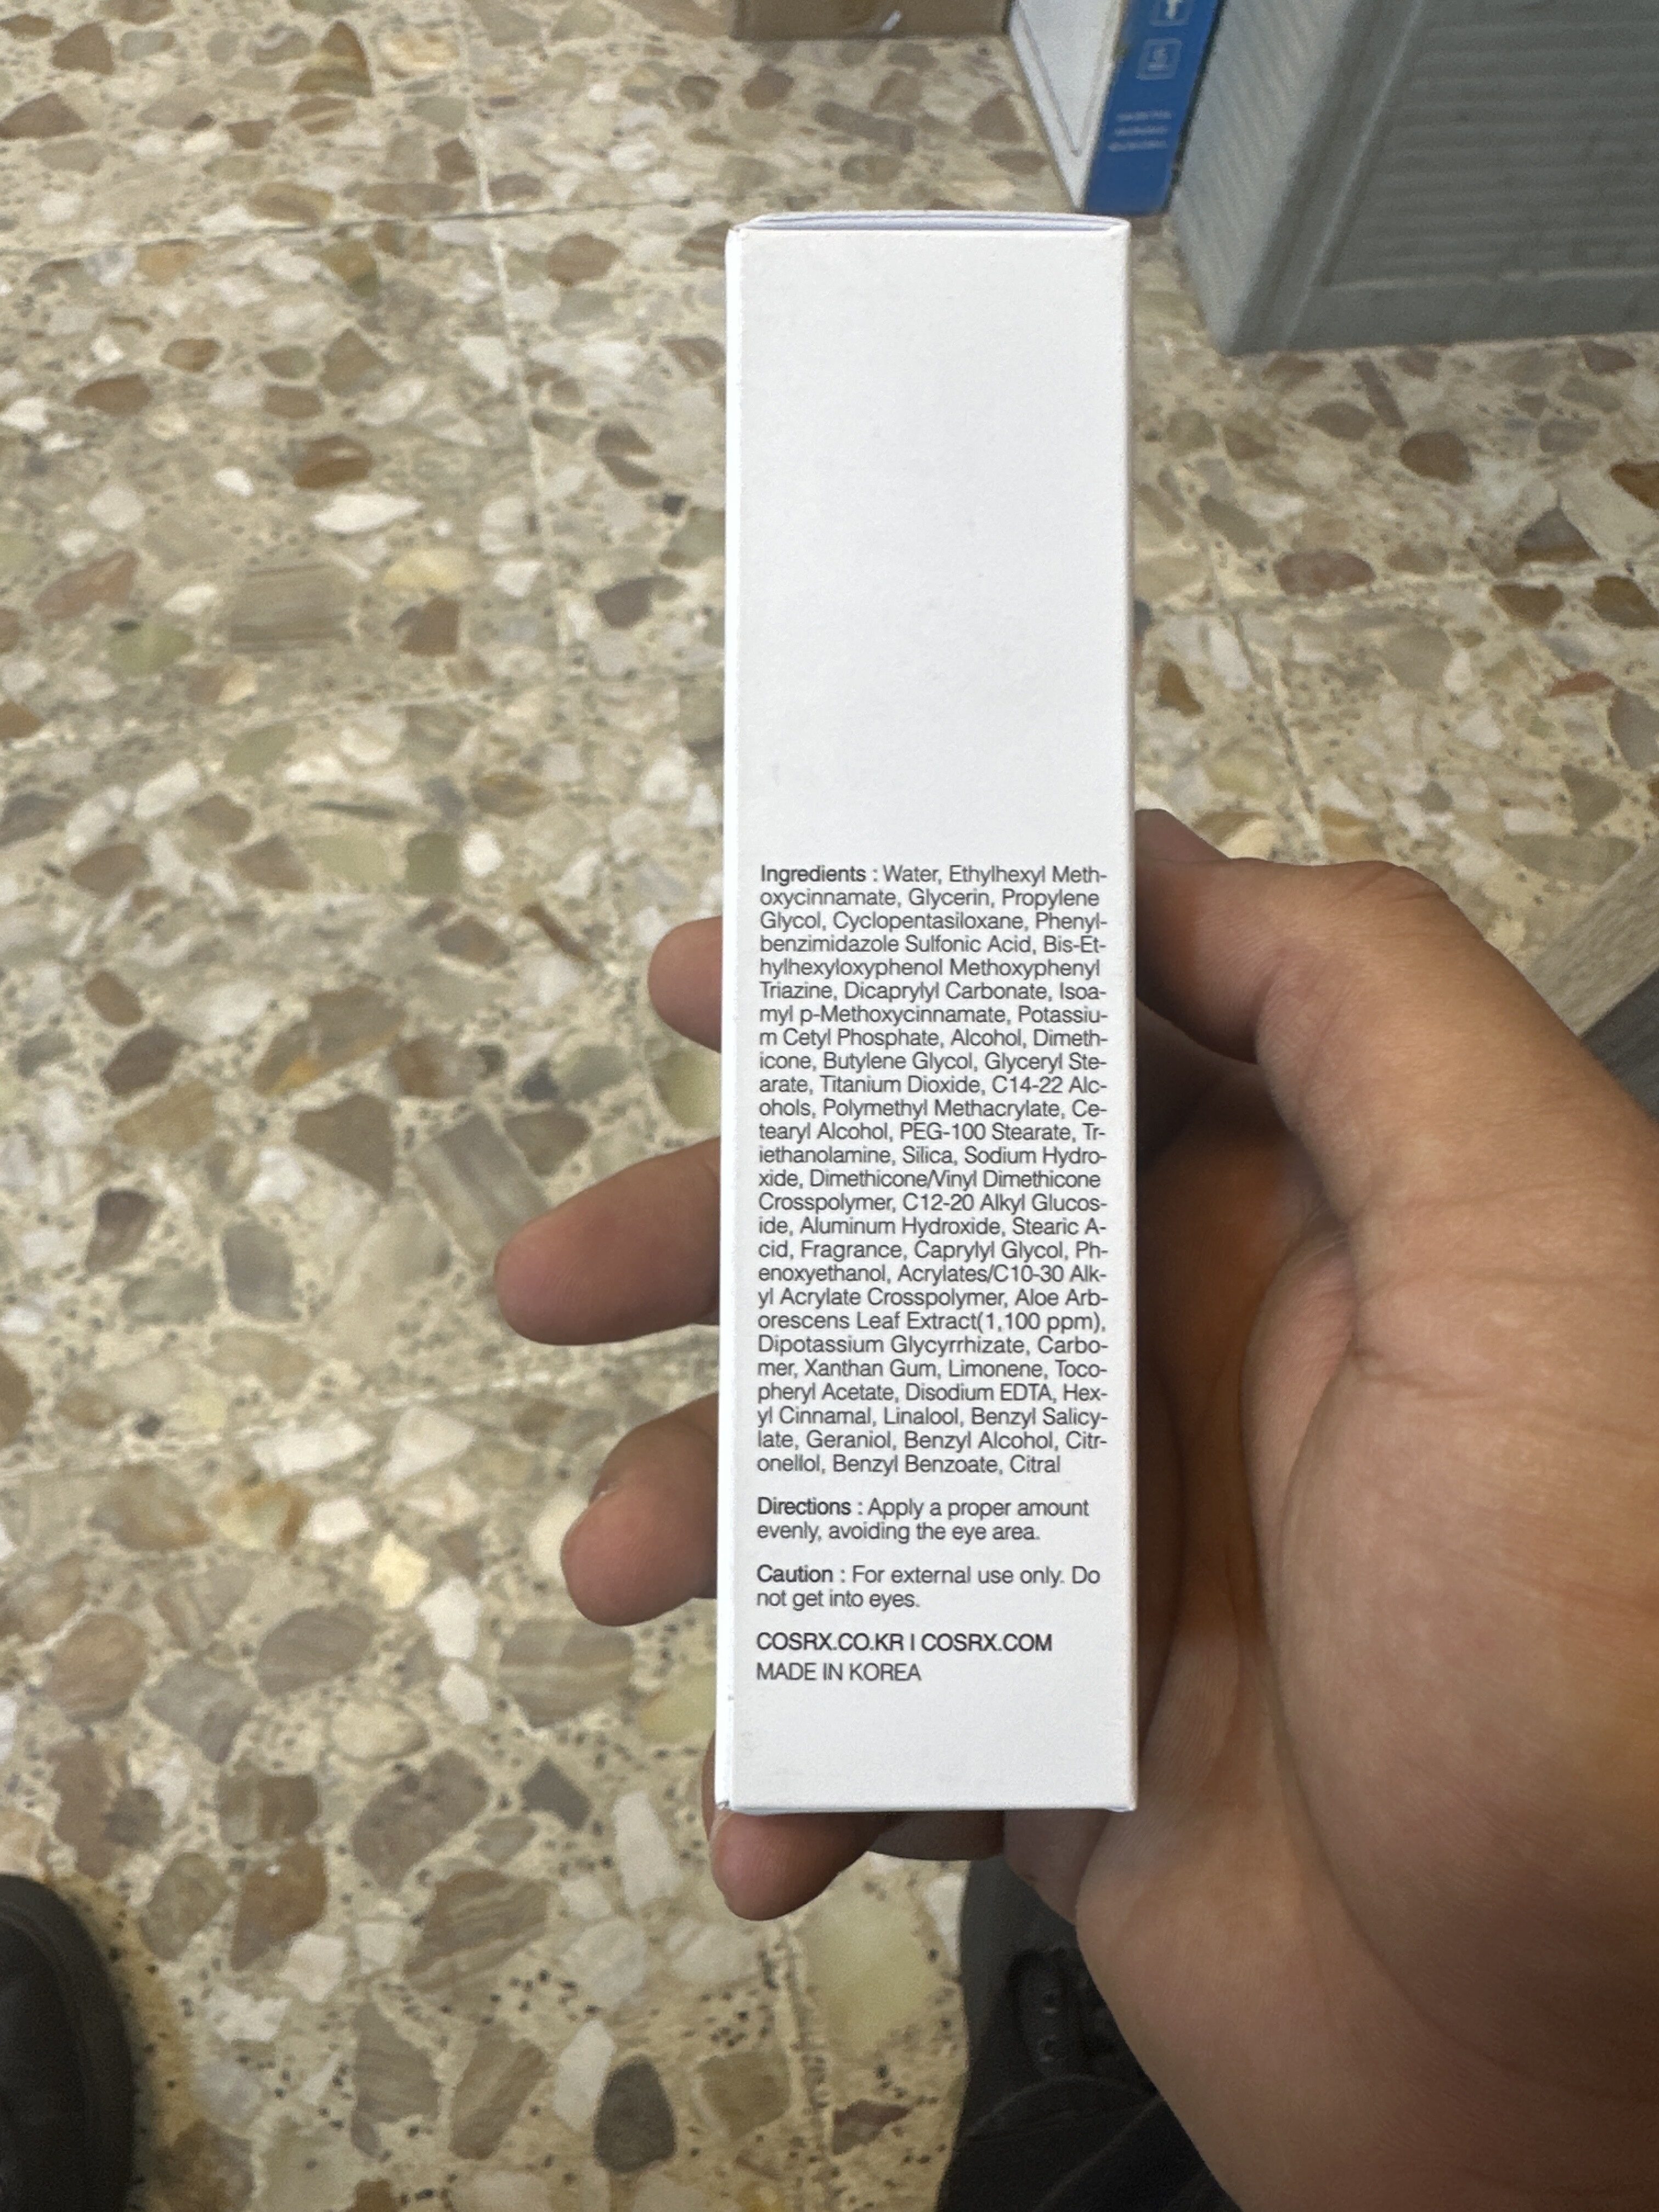 Ingredients : Water, Ethylhexyl Meth-
oxycinnamate, Glycerin, Propylene
Glycol, Cyclopentasiloxane, Phenyl-
benzimidazole Sulfonic Acid, Bis-Et-
hylhexyloxyphenol Methoxyphenyl
Triazine, Dicaprylyl Carbonate, Isoa-
myl p-Methoxycinnamate, Potassiu-
m Cetyl Phosphate, Alcohol, Dimeth-
icone, Butylene Glycol, Glyceryl Ste-
arate, Titanium Dioxide, C14-22 Alc-
ohols, Polymethyl Methacrylate, Ce-
tearyl Alcohol, PEG-100 Stearate, Tr-
iethanolamine, Silica, Sodium Hydro-
xide, Dimethicone/Vinyl Dimethicone
Crosspolymer, C12-20 Alkyl Glucos-
ide, Aluminum Hydroxide, Stearic A-
cid, Fragrance, Caprylyl Glycol, Ph-
enoxyethanol, Acrylates/C10-30 Alk-
yl Acrylate Crosspolymer, Aloe Arb-
orescens Leaf Extract(1,100 ppm),
Dipotassium Glycyrrhizate, Carbo-
mer, Xanthan Gum, Limonene, Toco-
pheryl Acetate, Disodium EDTA, Hex-
yl Cinnamal, Linalool, Benzyl Salicy-
late, Geraniol, Benzyl Alcohol, Citr-
onellol, Benzyl Benzoate, Citral
Directions : Apply a proper amount
evenly, avoiding the eye area.
Caution : For external use only. Do
not get into eyes.
COSRX.CO.KR I COSRX.COM
MADE IN KOREA